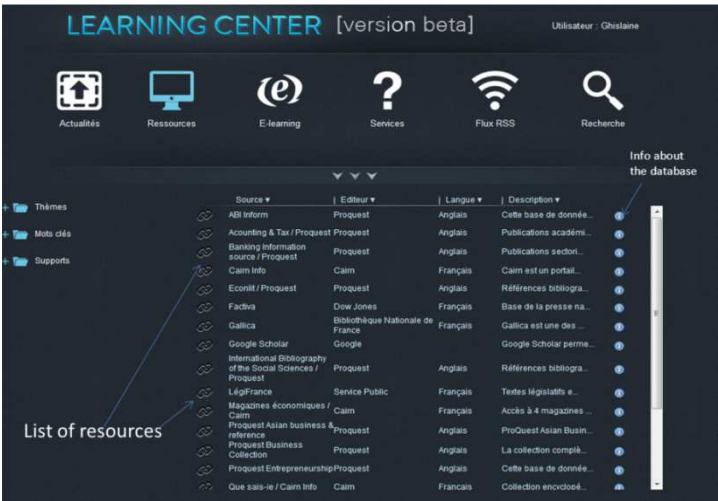 LEARNING CENTER [version beta]
Utilisateur : Ghislaine
Actualités
Ressources
E-learning
Services
Flux RSS
Recherche
Info about
the database
Thèmes
Mots clés
Supports
Source ▾ | Editeur ▾ | Langue ▾ | Description ▾
ABI Inform Proquest Anglais Cette base de donnée...
Acounting & Tax / Proquest Proquest Anglais Publications académi...
Banking Information
source / Proquest Proquest Anglais Publications sectori...
Cairn Info Cairn Français Cairn est un portail...
Econlit / Proquest Proquest Anglais Références bibliogra...
Factiva Dow Jones Français Base de la presse na...
Gallica Bibliothèque Nationale de
France Français Gallica est une des ...
Google Scholar Google Google Scholar perme...
International Bibliography
of the Social Sciences /
Proquest Proquest Anglais Références bibliogra...
LégiFrance Service Public Français Textes législatifs e...
Magazines économiques /
Cairn Cairn Français Accès à 4 magazines ...
Proquest Asian business &
reference Proquest Anglais ProQuest Asian Busin...
Proquest Business
Collection Proquest Anglais La collection complè...
Proquest Entrepreneurship Proquest Anglais Cette base de donnée...
Que sais-ie / Cairn Info Cairn Français Collection encyclopé...
List of resources